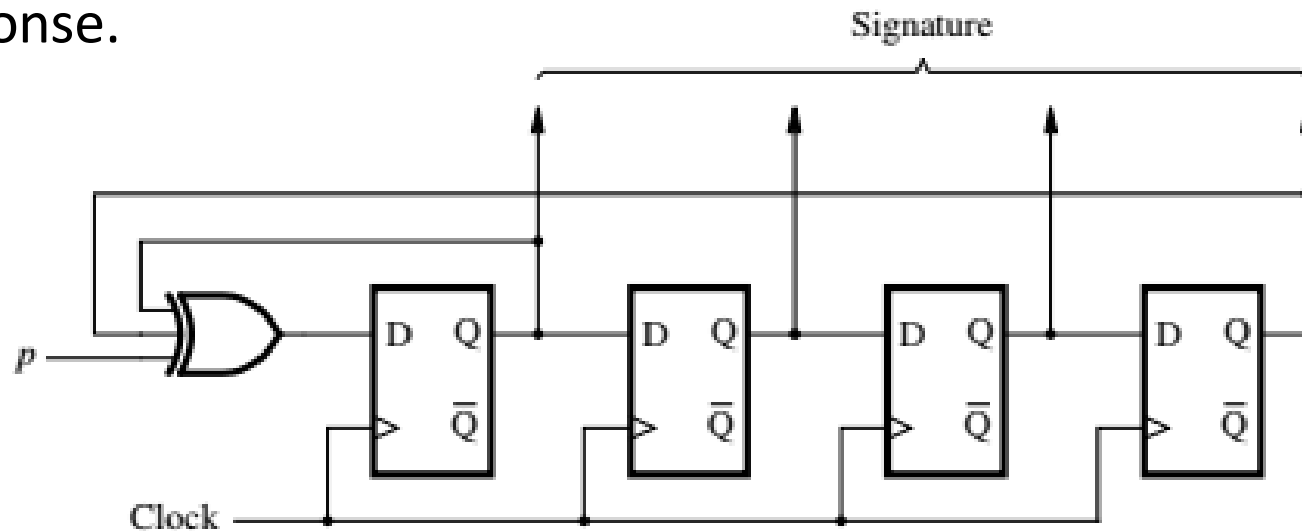 onse.
Signature
p
D Q D Q D Q D Q
Q̅ Q̅ Q̅ Q̅
Clock